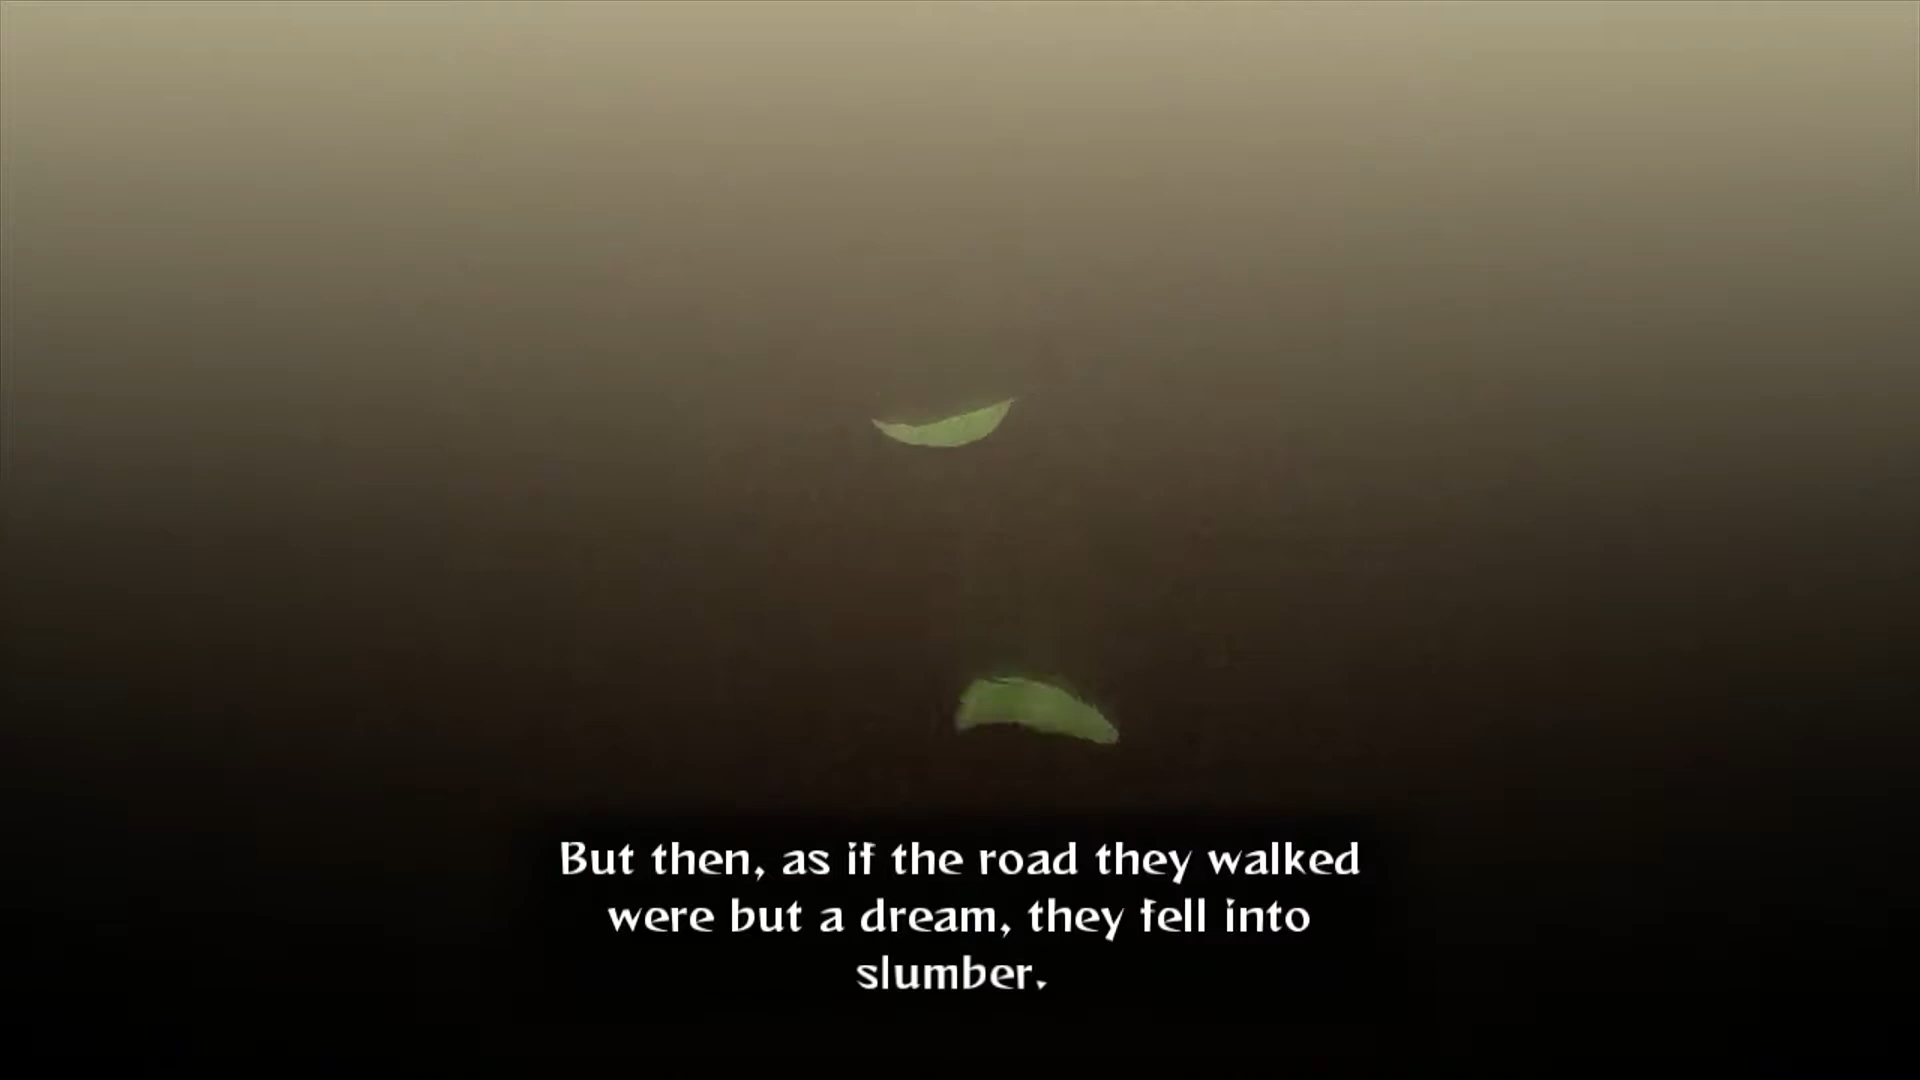 But then, as if the road they walked
were but a dream, they fell into
slumber.